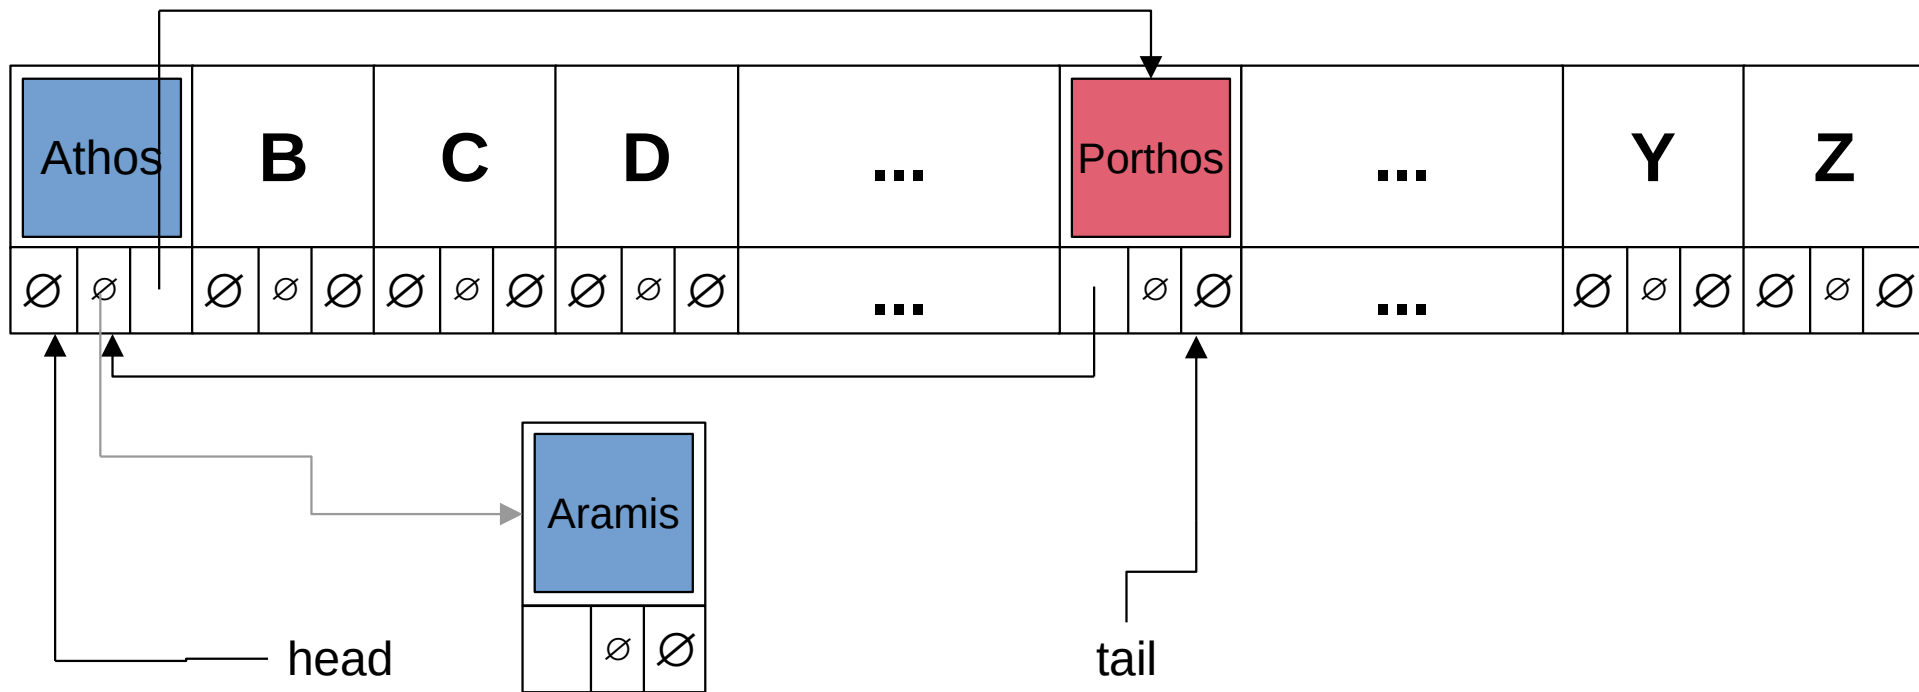 Athos B C D ... Porthos ... Y Z
∅ ∅ ∅ ∅ ∅ ∅ ∅ ∅ ∅ ∅ ∅ ... ∅ ∅ ... ∅ ∅ ∅ ∅ ∅ ∅
Aramis
head ∅ ∅ tail